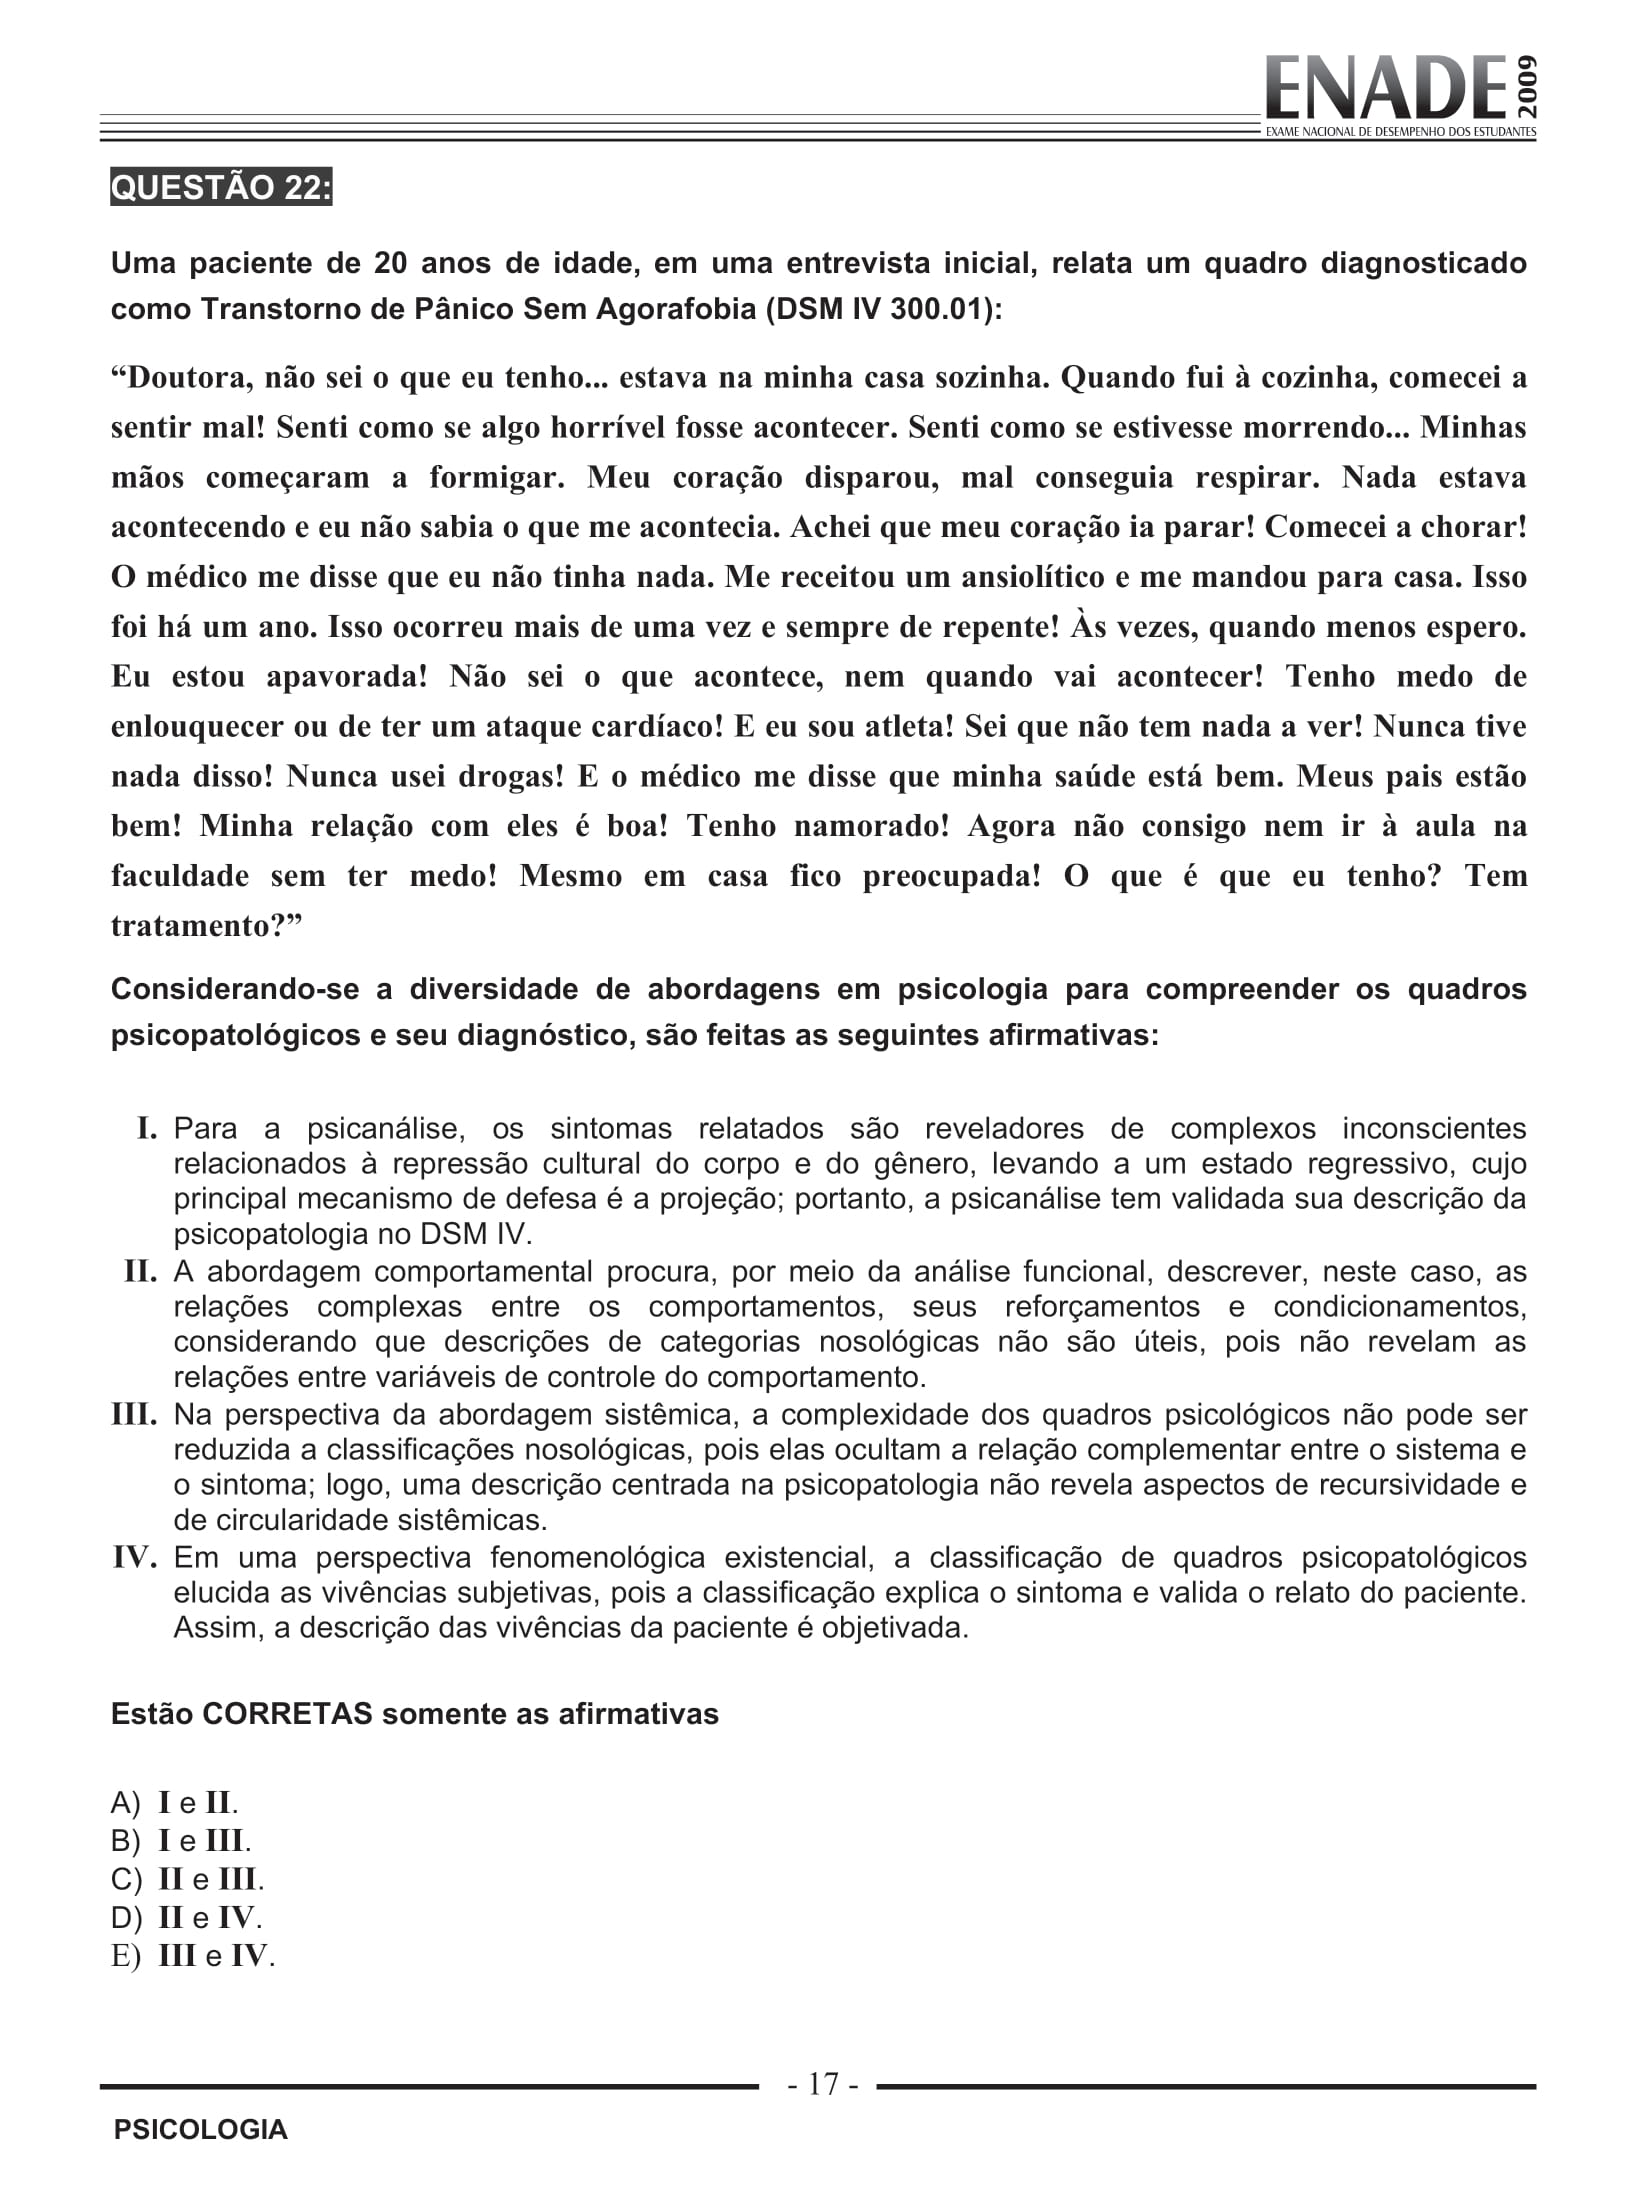 ENADE 2009
EXAME NACIONAL DE DESEMPENHO DOS ESTUDANTES
QUESTÃO 22:
Uma paciente de 20 anos de idade, em uma entrevista inicial, relata um quadro diagnosticado
como Transtorno de Pânico Sem Agorafobia (DSM IV 300.01):
“Doutora, não sei o que eu tenho... estava na minha casa sozinha. Quando fui à cozinha, comecei a
sentir mal! Senti como se algo horrível fosse acontecer. Senti como se estivesse morrendo... Minhas
mãos começaram a formigar. Meu coração disparou, mal conseguia respirar. Nada estava
acontecendo e eu não sabia o que me acontecia. Achei que meu coração ia parar! Comecei a chorar!
O médico me disse que eu não tinha nada. Me receitou um ansiolítico e me mandou para casa. Isso
foi há um ano. Isso ocorreu mais de uma vez e sempre de repente! Às vezes, quando menos espero.
Eu estou apavorada! Não sei o que acontece, nem quando vai acontecer! Tenho medo de
enlouquecer ou de ter um ataque cardíaco! E eu sou atleta! Sei que não tem nada a ver! Nunca tive
nada disso! Nunca usei drogas! E o médico me disse que minha saúde está bem. Meus pais estão
bem! Minha relação com eles é boa! Tenho namorado! Agora não consigo nem ir à aula na
faculdade sem ter medo! Mesmo em casa fico preocupada! O que é que eu tenho? Tem
tratamento?”
Considerando-se a diversidade de abordagens em psicologia para compreender os quadros
psicopatológicos e seu diagnóstico, são feitas as seguintes afirmativas:
I. Para a psicanálise, os sintomas relatados são reveladores de complexos inconscientes
relacionados à repressão cultural do corpo e do gênero, levando a um estado regressivo, cujo
principal mecanismo de defesa é a projeção; portanto, a psicanálise tem validada sua descrição da
psicopatologia no DSM IV.
II. A abordagem comportamental procura, por meio da análise funcional, descrever, neste caso, as
relações complexas entre os comportamentos, seus reforçamentos e condicionamentos,
considerando que descrições de categorias nosológicas não são úteis, pois não revelam as
relações entre variáveis de controle do comportamento.
III. Na perspectiva da abordagem sistêmica, a complexidade dos quadros psicológicos não pode ser
reduzida a classificações nosológicas, pois elas ocultam a relação complementar entre o sistema e
o sintoma; logo, uma descrição centrada na psicopatologia não revela aspectos de recursividade e
de circularidade sistêmicas.
IV. Em uma perspectiva fenomenológica existencial, a classificação de quadros psicopatológicos
elucida as vivências subjetivas, pois a classificação explica o sintoma e valida o relato do paciente.
Assim, a descrição das vivências da paciente é objetivada.
Estão CORRETAS somente as afirmativas
A) I e II.
B) I e III.
C) II e III.
D) II e IV.
E) III e IV.
- 17 -
PSICOLOGIA